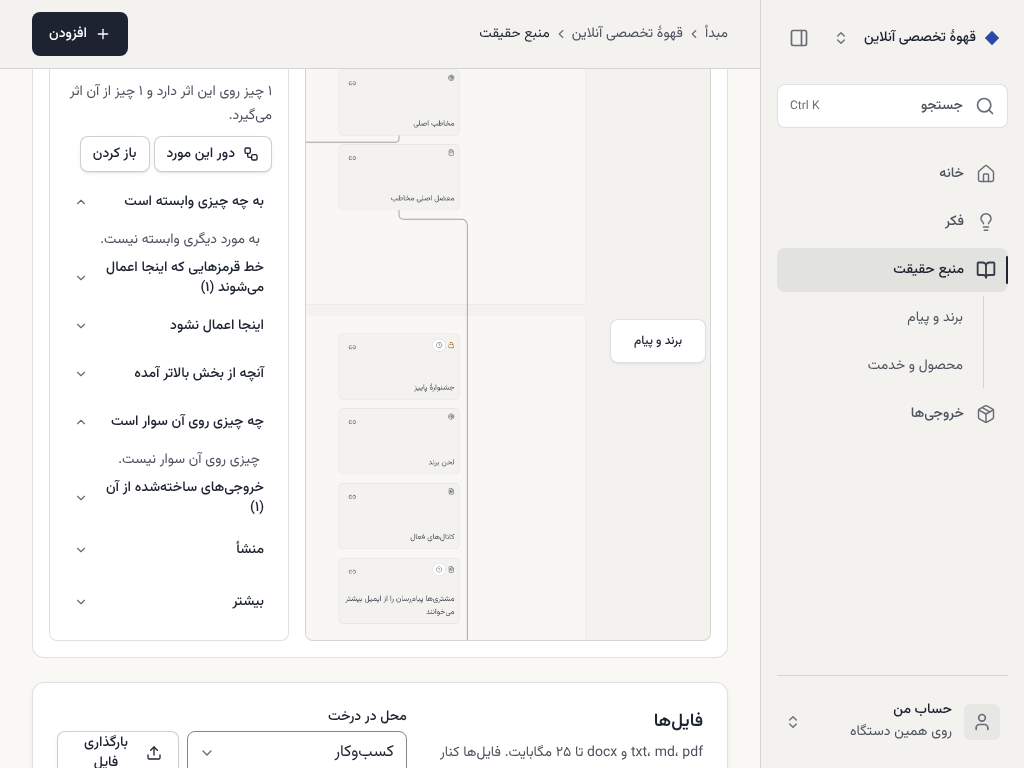 قهوهٔ تخصصی آنلاین
جستجو
Ctrl K
خانه
فکر
منبع حقیقت
برند و پیام
محصول و خدمت
خروجی‌ها
حساب من
روی همین دستگاه
مبدأ
قهوهٔ تخصصی آنلاین
منبع حقیقت
افزودن
برند و پیام
مخاطب اصلی
معضل اصلی مخاطب
جشنوارهٔ پاییز
لحن برند
کانال‌های فعال
مشتری‌ها پیام‌رسان را از ایمیل بیشتر
می‌خوانند
۱ چیز روی این اثر دارد و ۱ چیز از آن اثر
می‌گیرد.
دور این مورد
باز کردن
به چه چیزی وابسته است
به مورد دیگری وابسته نیست.
خط قرمزهایی که اینجا اعمال
می‌شوند (۱)
اینجا اعمال نشود
آنچه از بخش بالاتر آمده
چه چیزی روی آن سوار است
چیزی روی آن سوار نیست.
خروجی‌های ساخته‌شده از آن
(۱)
منشأ
بیشتر
فایل‌ها
txt، md، pdf و docx تا ۲۵ مگابایت. فایل‌ها کنار
محل در درخت
کسب‌وکار
بارگذاری
فایل